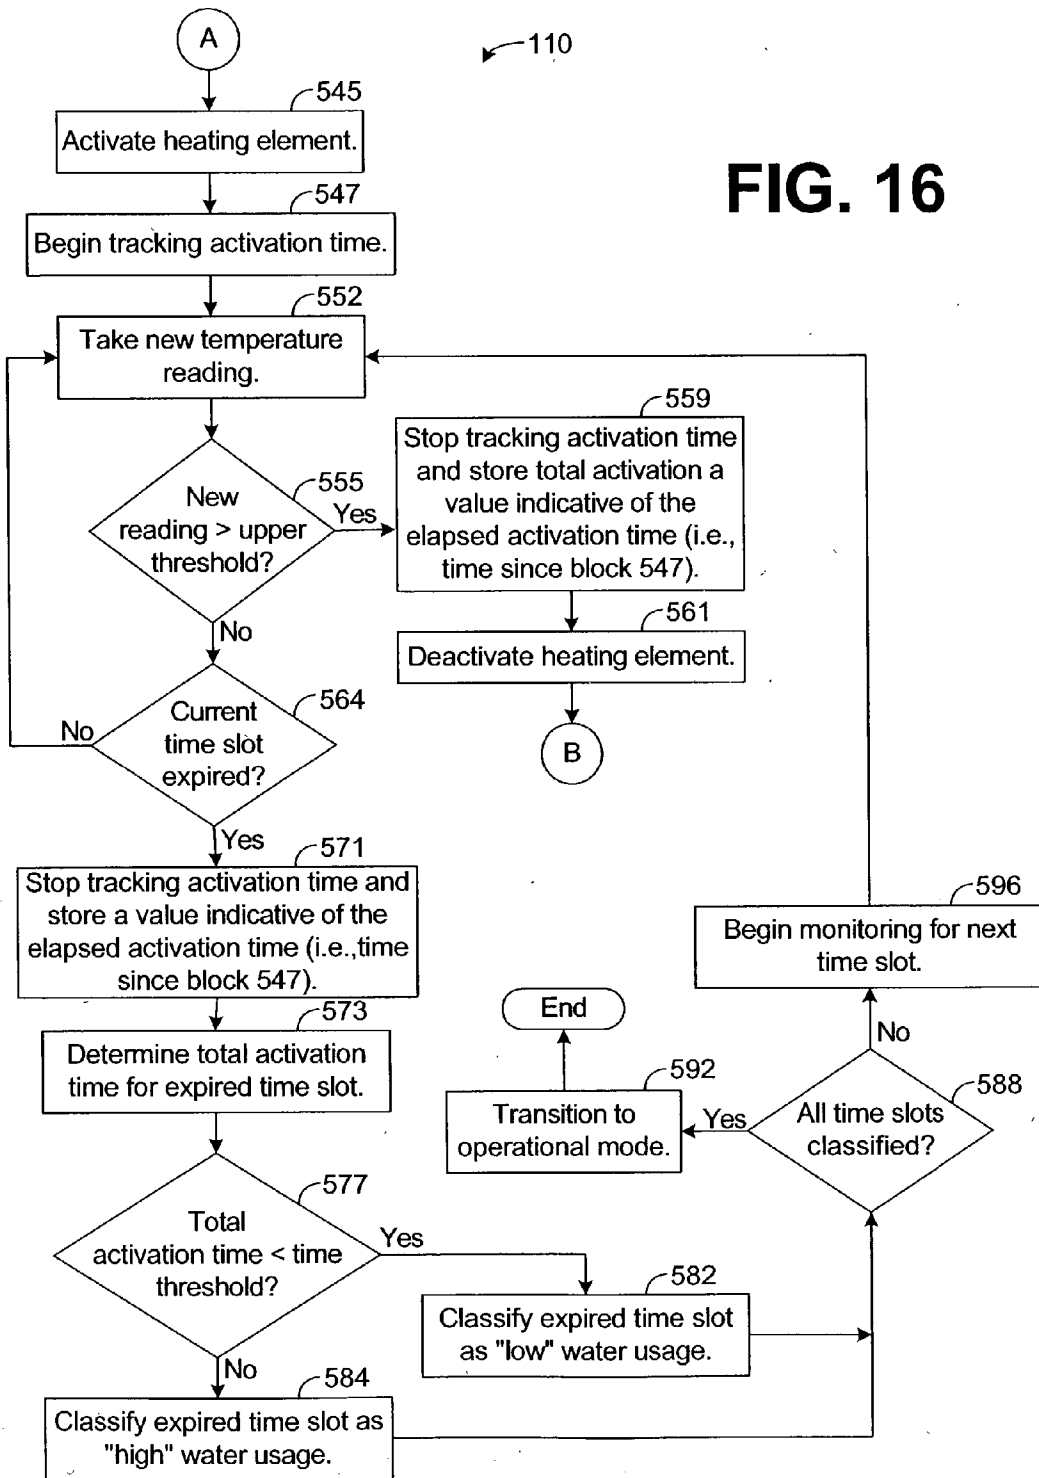 A
110
545
Activate heating element.
FIG. 16
547
Begin tracking activation time.
552
Take new temperature
reading.
559
Stop tracking activation time
and store total activation a
value indicative of the
elapsed activation time (i.e.,
time since block 547).
555
New
reading > upper
threshold?
Yes
No
561
Deactivate heating element.
B
564
Current
time slot
expired?
No
Yes
571
Stop tracking activation time and
store a value indicative of the
elapsed activation time (i.e.,time
since block 547).
596
Begin monitoring for next
time slot.
End
No
573
Determine total activation
time for expired time slot.
592
Transition to
operational mode.
Yes
588
All time slots
classified?
577
Total
activation time < time
threshold?
Yes
582
Classify expired time slot
as "low" water usage.
No
584
Classify expired time slot as
"high" water usage.